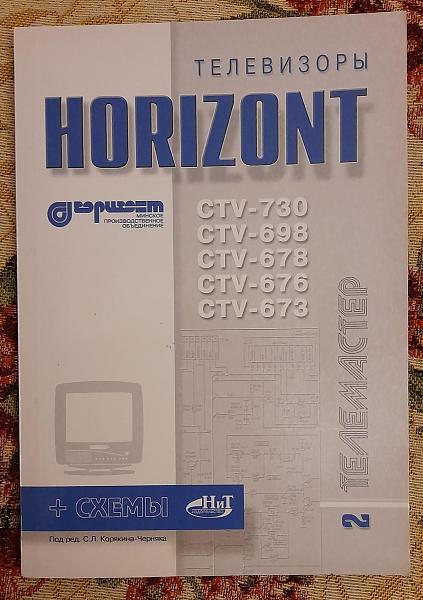 ТЕЛЕВИЗОРЫ
HORIZONT
Горизонт
МИНСКОЕ
ПРОИЗВОДСТВЕННОЕ
ОБЪЕДИНЕНИЕ
CTV-730
CTV-698
CTV-678
CTV-676
CTV-673
2 ТЕЛЕМАСТЕР
+ СХЕМЫ
НиТ
ИЗДАТЕЛЬСТВО
Под ред. С.Л. Корякина-Черняка